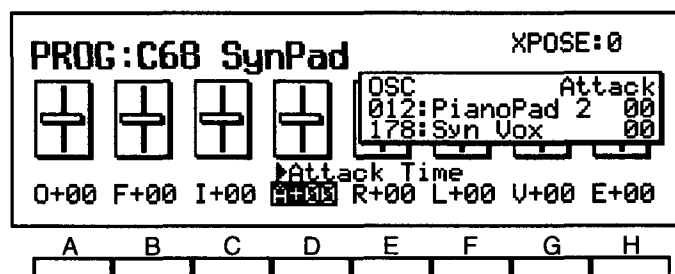 PROG:C68 SynPad XPOSE:0
OSC Attack
012:PianoPad 2 00
178:Syn Vox 00
▶Attack Time
O+00 F+00 I+00 A+00 R+00 L+00 V+00 E+00
A B C D E F G H